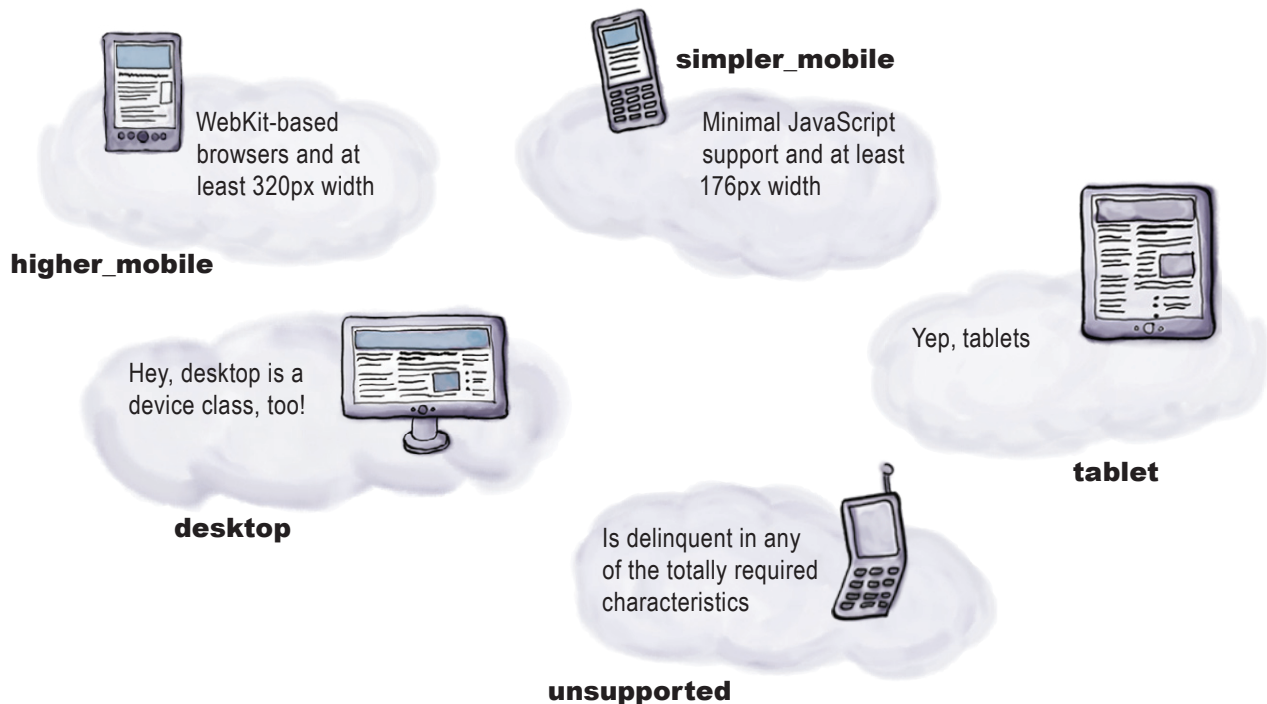 simpler_mobile
WebKit-based
browsers and at
least 320px width
Minimal JavaScript
support and at least
176px width
higher_mobile
Yep, tablets
Hey, desktop is a
device class, too!
tablet
desktop
Is delinquent in any
of the totally required
characteristics
unsupported